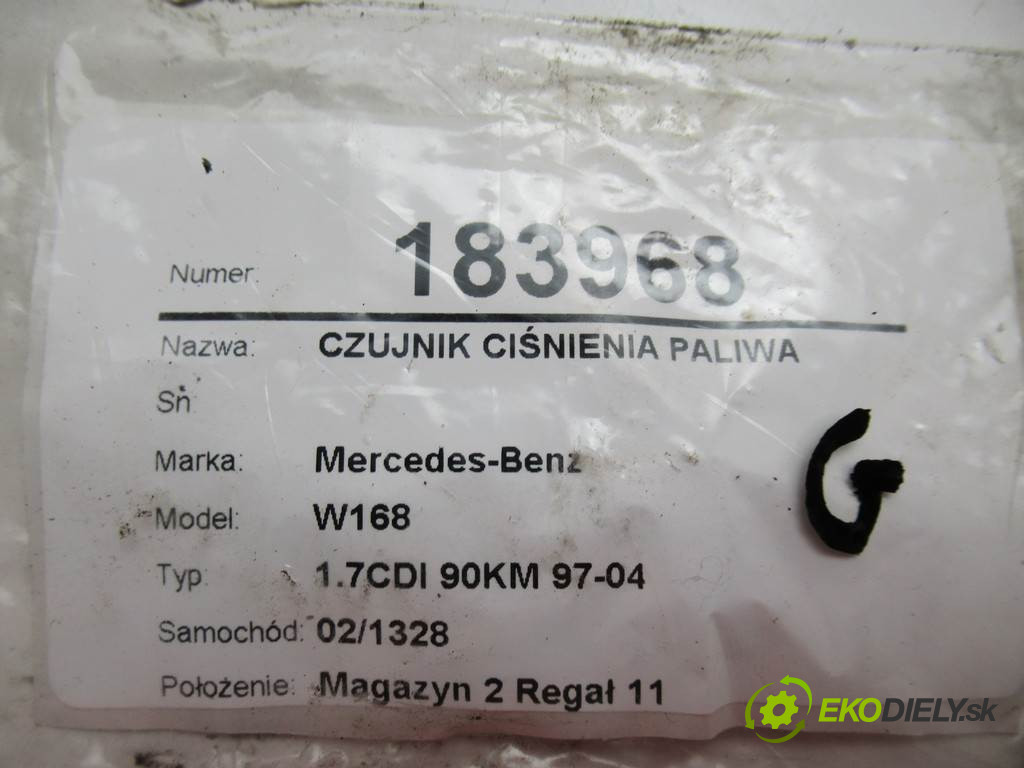 Numer: 183968
Nazwa: CZUJNIK CIŚNIENIA PALIWA
Sn:
Marka: Mercedes-Benz
Model: W168
Typ: 1.7CDI 90KM 97-04
Samochód: 02/1328
Położenie: Magazyn 2 Regał 11
G
EKODIELY.sk